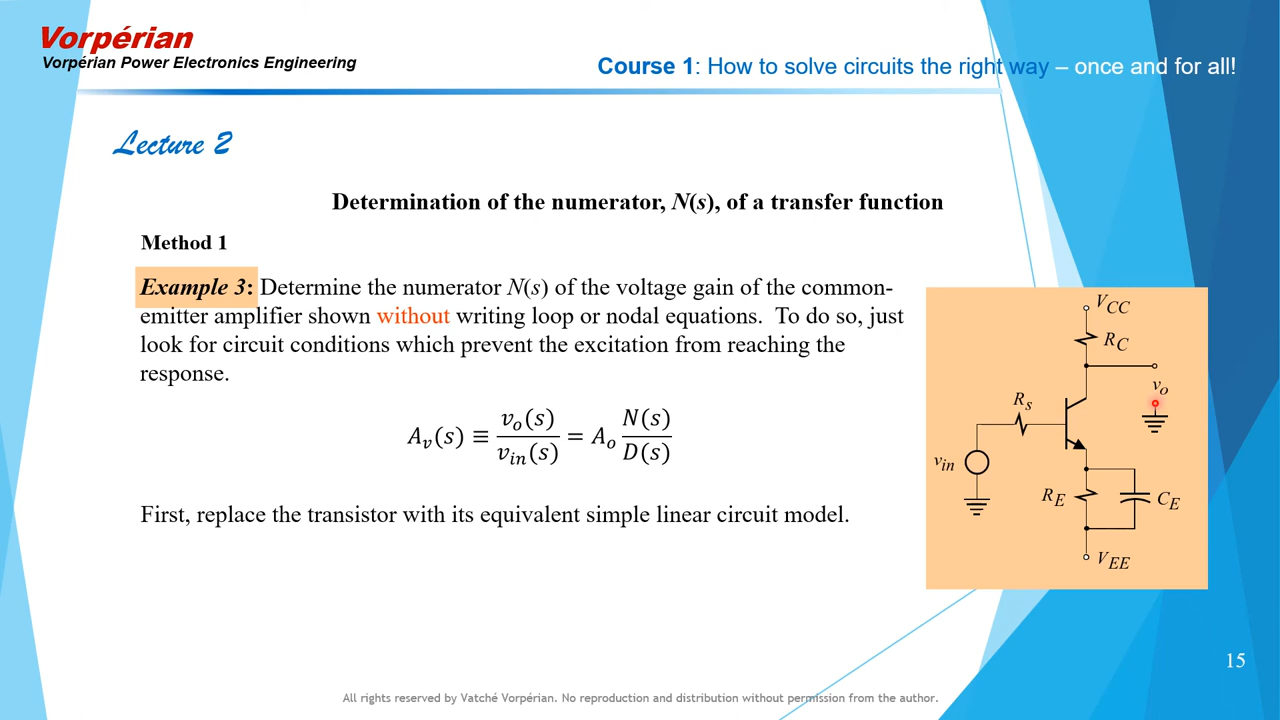 Vorpérian
Vorpérian Power Electronics Engineering
Course 1: How to solve circuits the right way – once and for all!
Lecture 2
Determination of the numerator, N(s), of a transfer function
Method 1
Example 3: Determine the numerator N(s) of the voltage gain of the common-
emitter amplifier shown without writing loop or nodal equations. To do so, just
look for circuit conditions which prevent the excitation from reaching the
response.
A_v(s) ≡ v_o(s)/v_in(s) = A_o N(s)/D(s)
First, replace the transistor with its equivalent simple linear circuit model.
V_CC
R_C
v_o
R_s
v_in
R_E
C_E
V_EE
15
All rights reserved by Vatché Vorpérian. No reproduction and distribution without permission from the author.